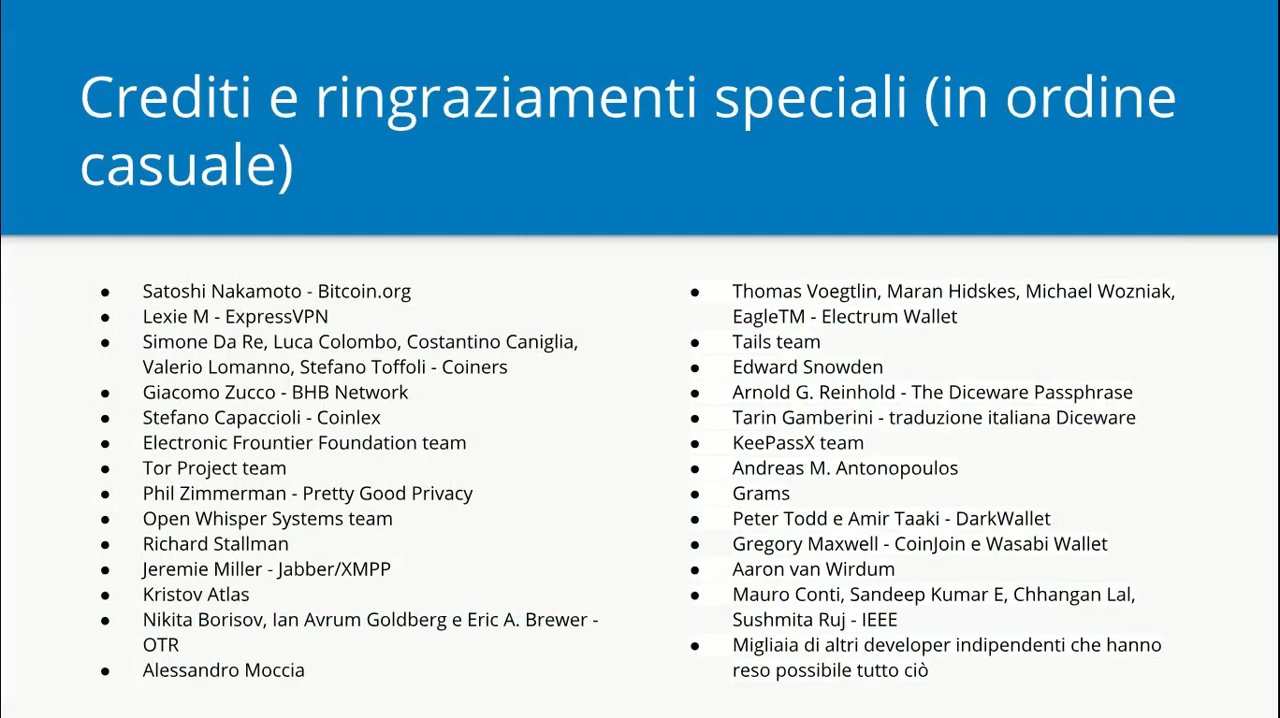 Crediti e ringraziamenti speciali (in ordine
casuale)
● Satoshi Nakamoto - Bitcoin.org
● Lexie M - ExpressVPN
● Simone Da Re, Luca Colombo, Costantino Caniglia,
Valerio Lomanno, Stefano Toffoli - Coiners
● Giacomo Zucco - BHB Network
● Stefano Capaccioli - Coinlex
● Electronic Frountier Foundation team
● Tor Project team
● Phil Zimmerman - Pretty Good Privacy
● Open Whisper Systems team
● Richard Stallman
● Jeremie Miller - Jabber/XMPP
● Kristov Atlas
● Nikita Borisov, Ian Avrum Goldberg e Eric A. Brewer -
OTR
● Alessandro Moccia
● Thomas Voegtlin, Maran Hidskes, Michael Wozniak,
EagleTM - Electrum Wallet
● Tails team
● Edward Snowden
● Arnold G. Reinhold - The Diceware Passphrase
● Tarin Gamberini - traduzione italiana Diceware
● KeePassX team
● Andreas M. Antonopoulos
● Grams
● Peter Todd e Amir Taaki - DarkWallet
● Gregory Maxwell - CoinJoin e Wasabi Wallet
● Aaron van Wirdum
● Mauro Conti, Sandeep Kumar E, Chhangan Lal,
Sushmita Ruj - IEEE
● Migliaia di altri developer indipendenti che hanno
reso possibile tutto ciò